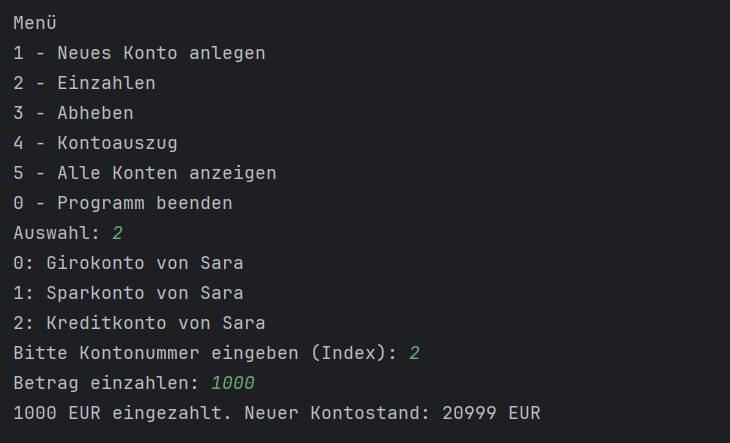 Menü
1 - Neues Konto anlegen
2 - Einzahlen
3 - Abheben
4 - Kontoauszug
5 - Alle Konten anzeigen
0 - Programm beenden
Auswahl: 2
0: Girokonto von Sara
1: Sparkonto von Sara
2: Kreditkonto von Sara
Bitte Kontonummer eingeben (Index): 2
Betrag einzahlen: 1000
1000 EUR eingezahlt. Neuer Kontostand: 20999 EUR